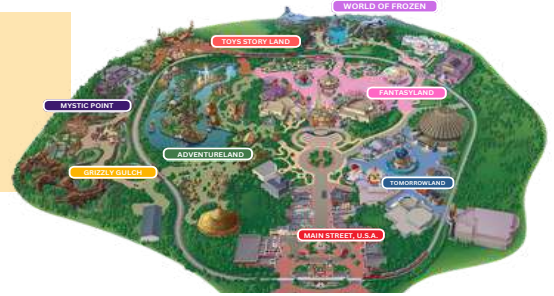 WORLD OF FROZEN
TOYS STORY LAND
FANTASYLAND
MYSTIC POINT
ADVENTURELAND
GRIZZLY GULCH
TOMORROWLAND
MAIN STREET, U.S.A.